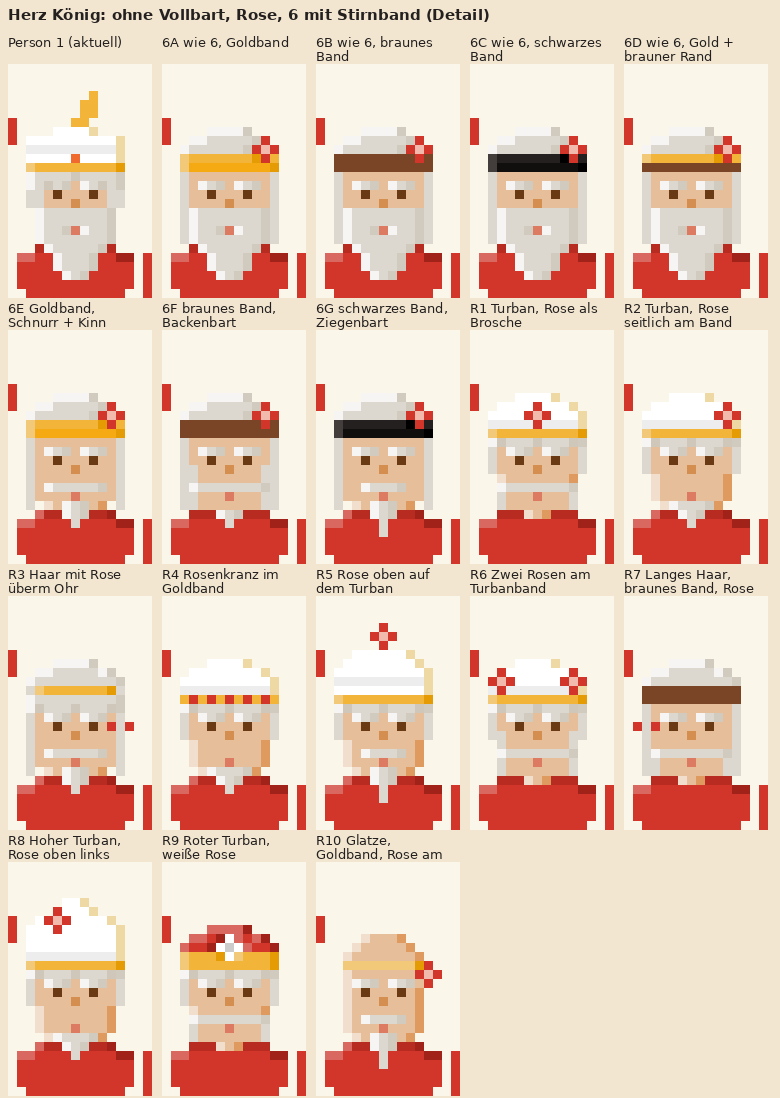 Herz König: ohne Vollbart, Rose, 6 mit Stirnband (Detail)
Person 1 (aktuell)
6A wie 6, Goldband
6B wie 6, braunes
Band
6C wie 6, schwarzes
Band
6D wie 6, Gold +
brauner Rand
6E Goldband,
Schnurr + Kinn
6F braunes Band,
Backenbart
6G schwarzes Band,
Ziegenbart
R1 Turban, Rose als
Brosche
R2 Turban, Rose
seitlich am Band
R3 Haar mit Rose
überm Ohr
R4 Rosenkranz im
Goldband
R5 Rose oben auf
dem Turban
R6 Zwei Rosen am
Turbanband
R7 Langes Haar,
braunes Band, Rose
R8 Hoher Turban,
Rose oben links
R9 Roter Turban,
weiße Rose
R10 Glatze,
Goldband, Rose am